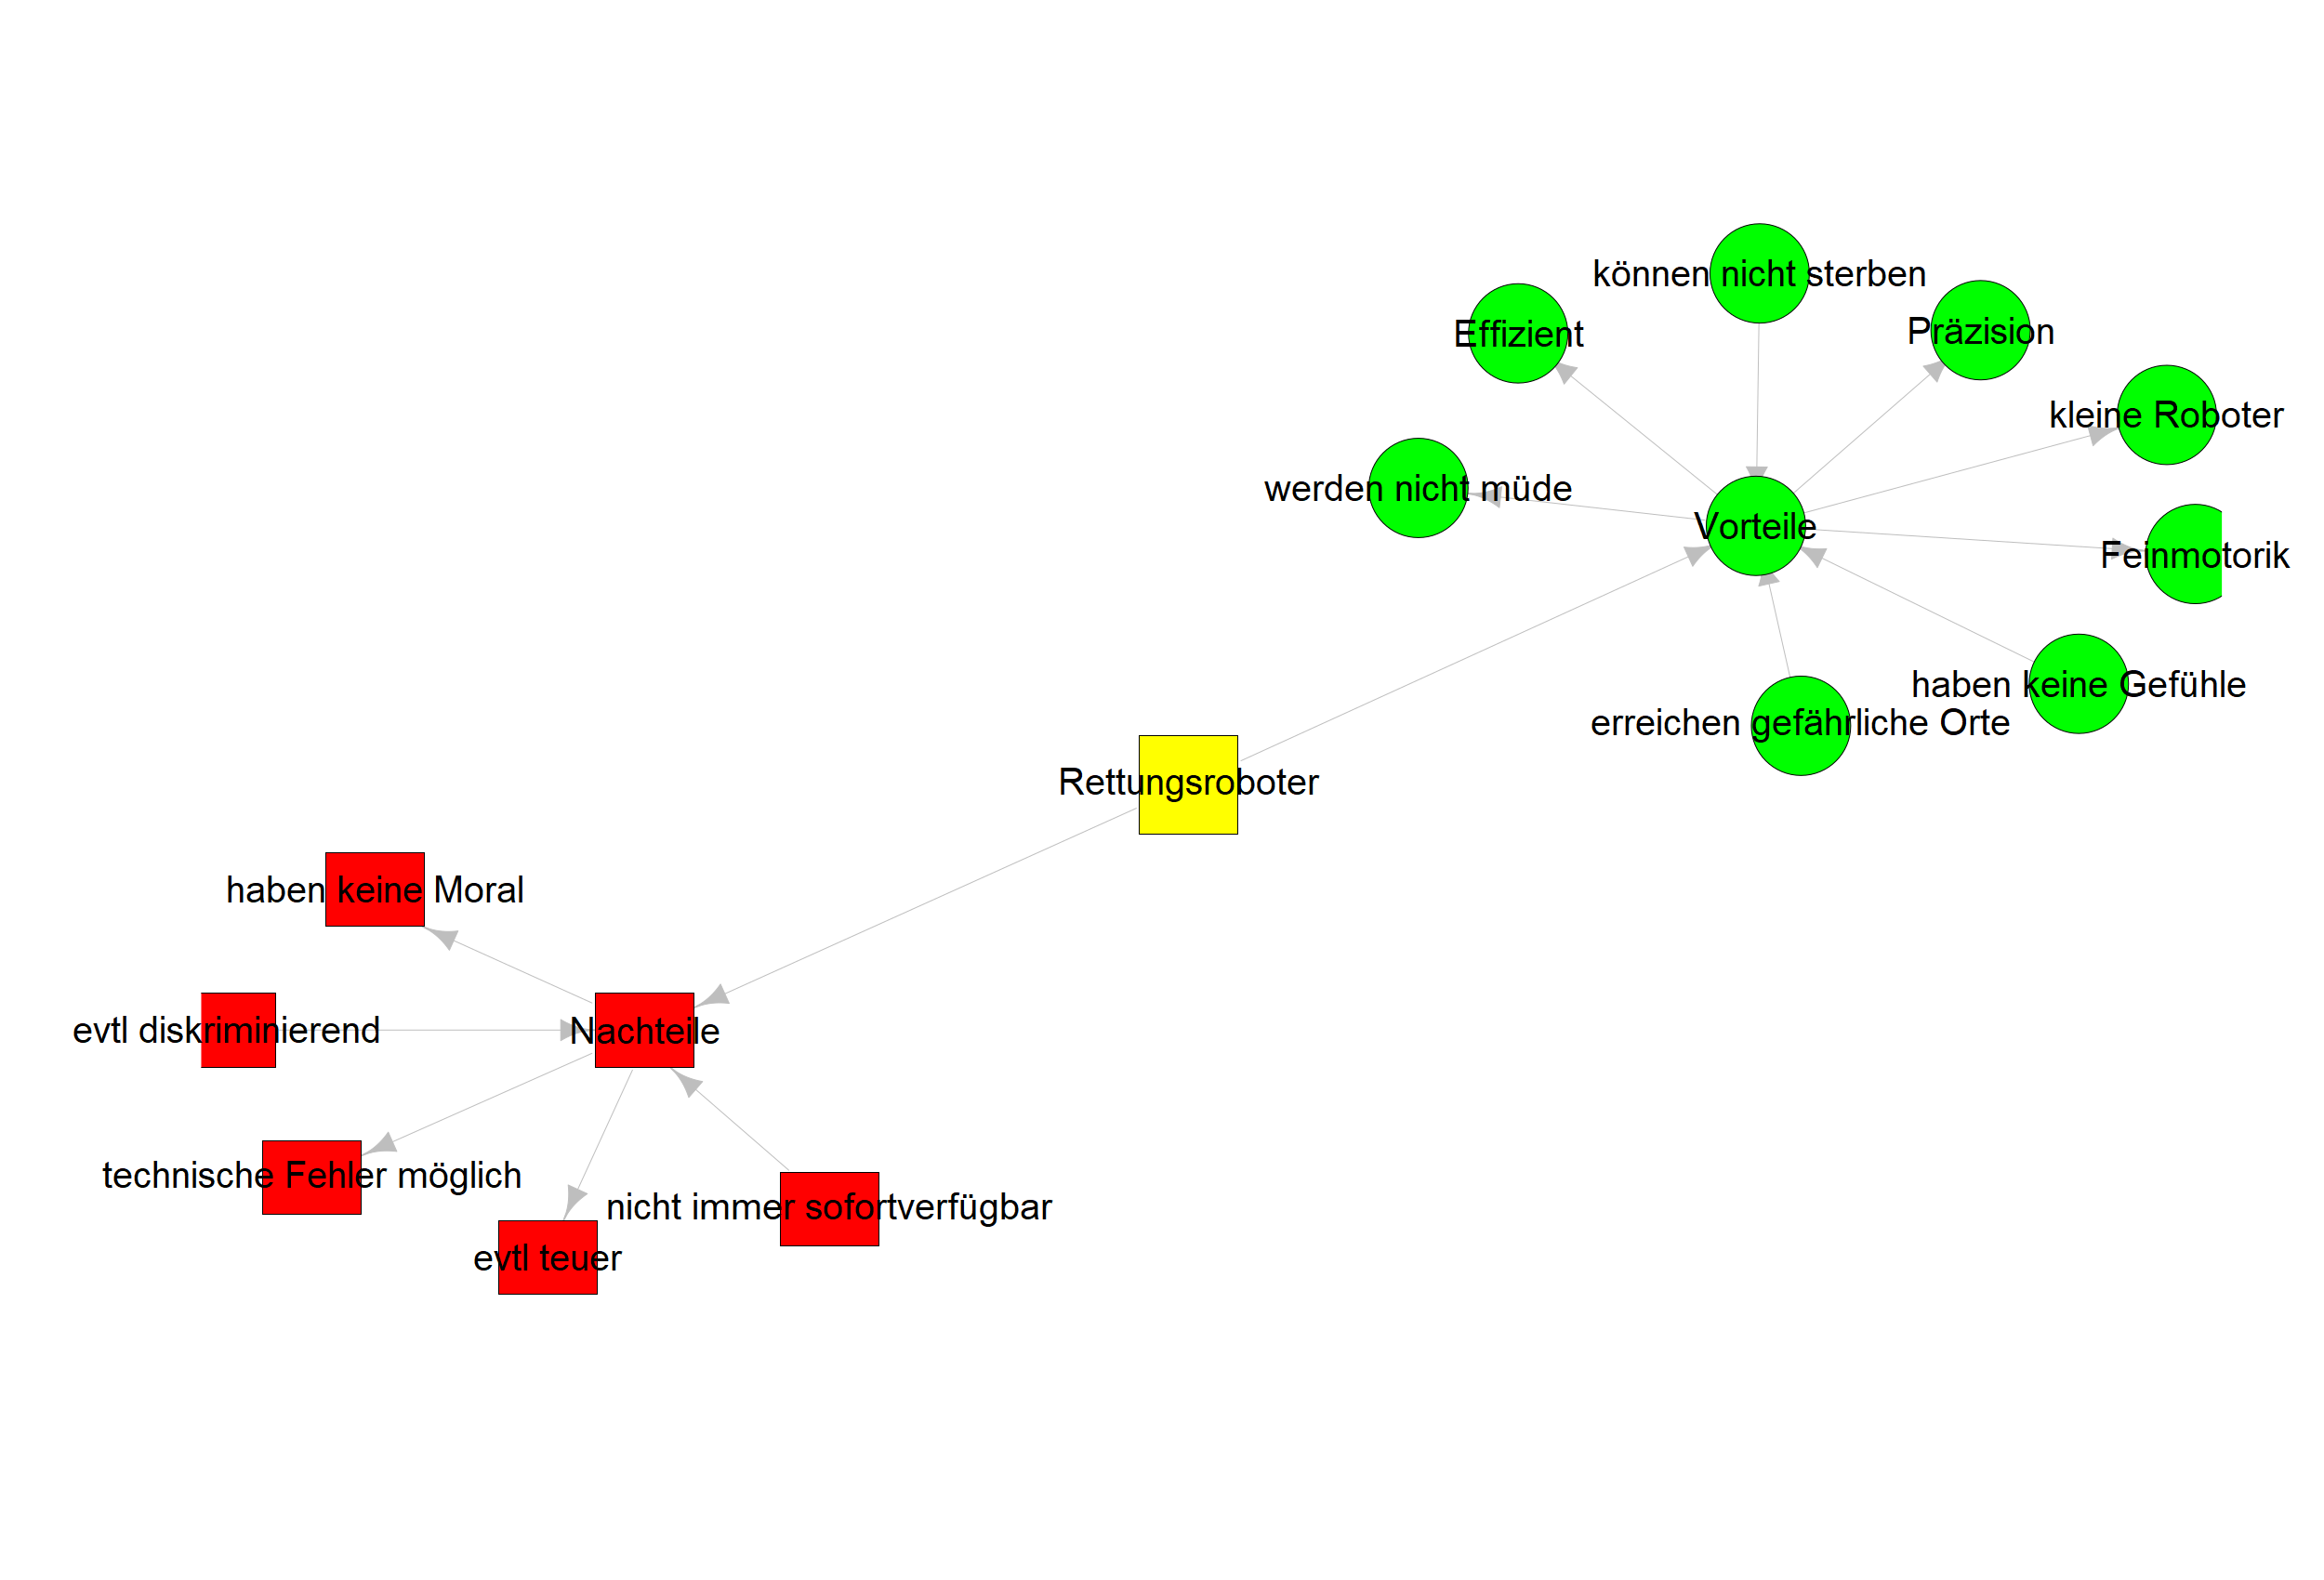 können nicht sterben
Effizient
Präzision
kleine Roboter
werden nicht müde
Vorteile
Feinmotorik
haben keine Gefühle
erreichen gefährliche Orte
Rettungsroboter
haben keine Moral
evtl diskriminierend
Nachteile
technische Fehler möglich
nicht immer sofortverfügbar
evtl teuer